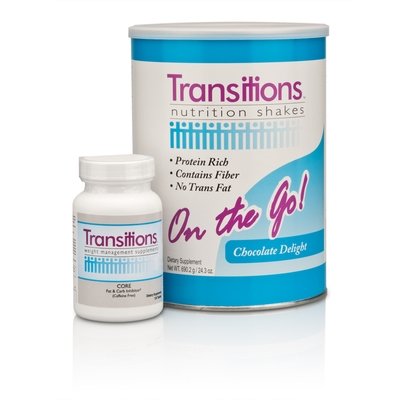 Transitions™
nutrition shakes
• Protein Rich
• Contains Fiber
• No Trans Fat
On the Go!
Chocolate Delight
Dietary Supplement
Net WT. 690.2 g / 24.3 oz.
Transitions
weight management supplements
CORE
Fat & Carb Inhibitor*
(Caffeine Free)